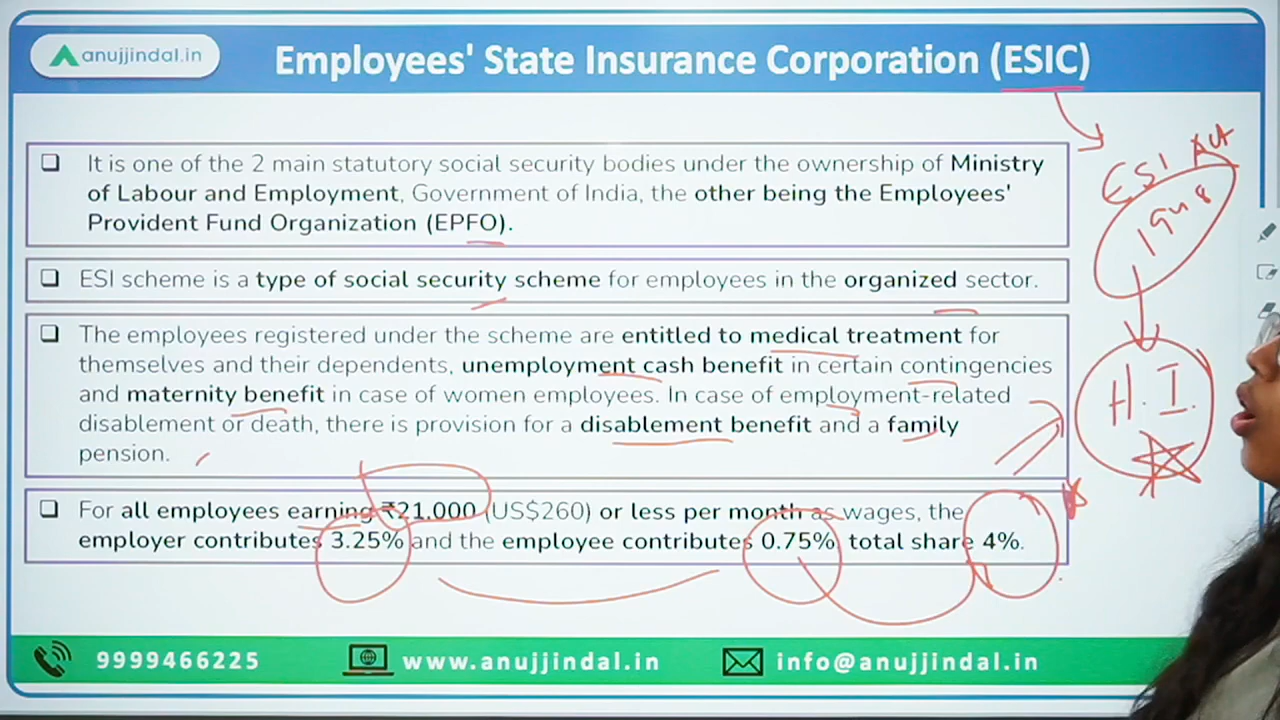 anujjindal.in
Employees' State Insurance Corporation (ESIC)
ESI Act
1948
H.I.
❑ It is one of the 2 main statutory social security bodies under the ownership of Ministry
of Labour and Employment, Government of India, the other being the Employees'
Provident Fund Organization (EPFO).
❑ ESI scheme is a type of social security scheme for employees in the organized sector.
❑ The employees registered under the scheme are entitled to medical treatment for
themselves and their dependents, unemployment cash benefit in certain contingencies
and maternity benefit in case of women employees. In case of employment-related
disablement or death, there is provision for a disablement benefit and a family
pension.
❑ For all employees earning ₹21,000 (US$260) or less per month as wages, the
employer contributes 3.25% and the employee contributes 0.75% total share 4%.
9999466225 www.anujjindal.in info@anujjindal.in